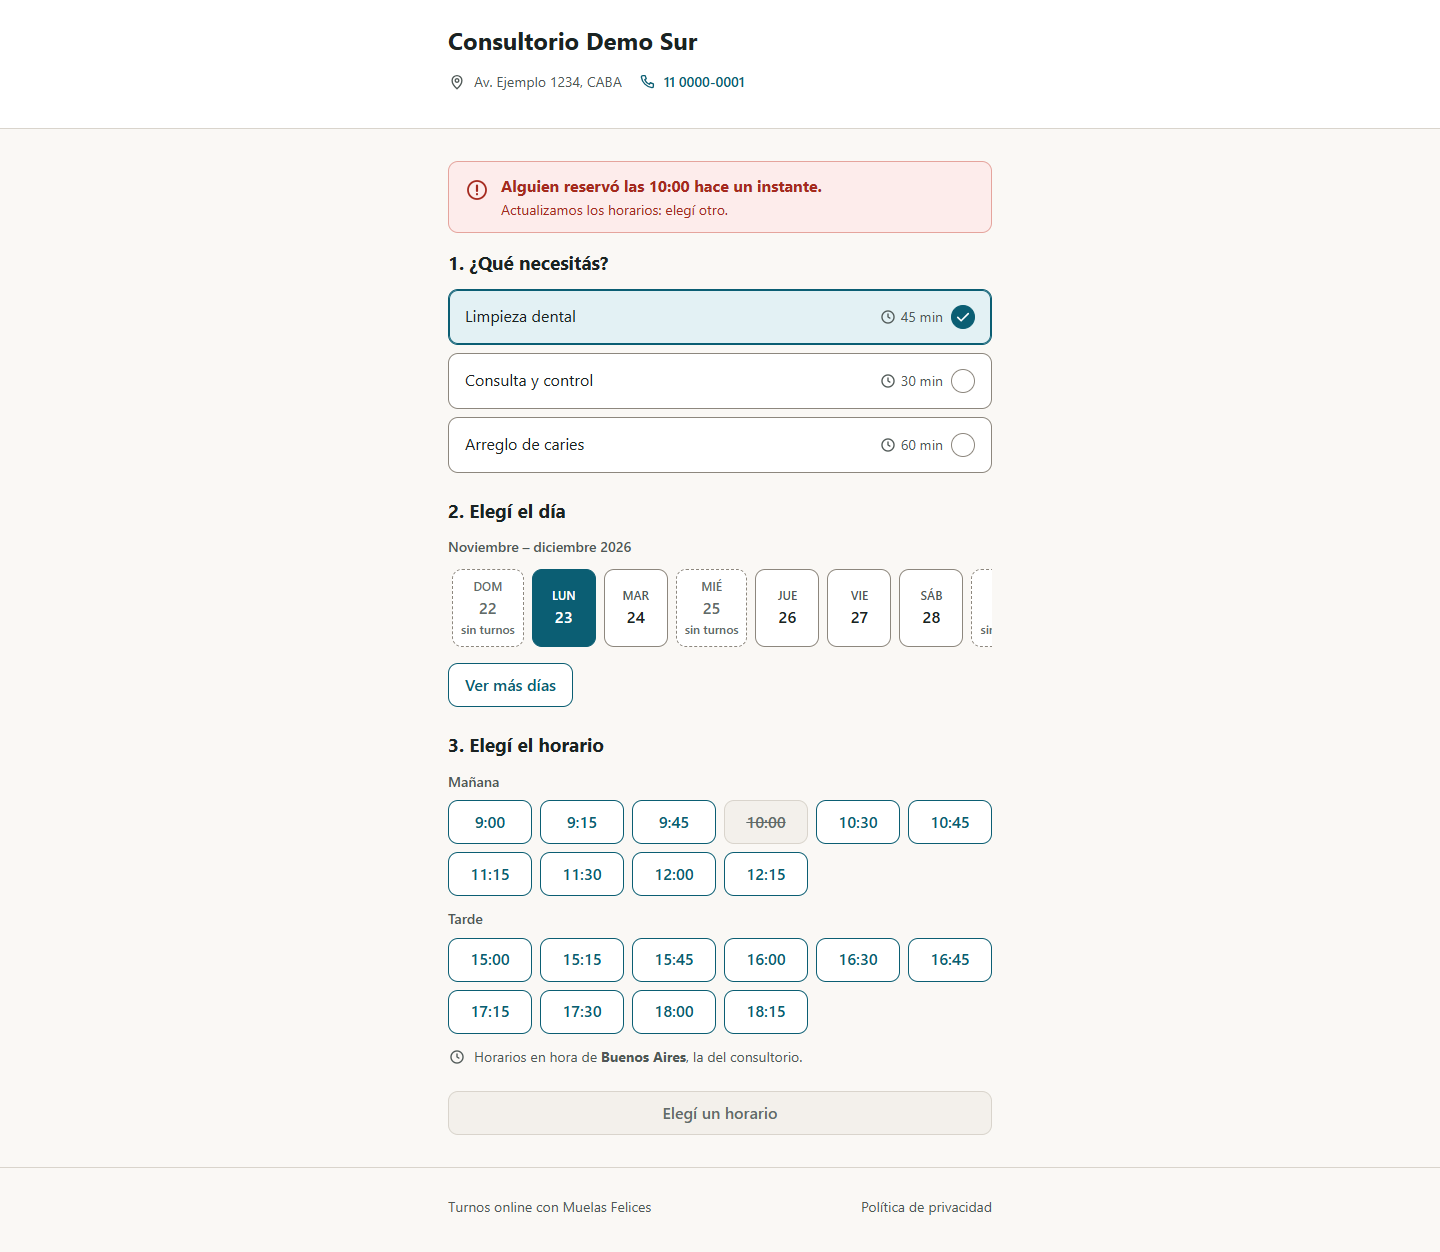 Consultorio Demo Sur
Av. Ejemplo 1234, CABA 11 0000-0001
Alguien reservó las 10:00 hace un instante.
Actualizamos los horarios: elegí otro.
1. ¿Qué necesitás?
Limpieza dental 45 min
Consulta y control 30 min
Arreglo de caries 60 min
2. Elegí el día
Noviembre – diciembre 2026
DOM LUN MAR MIÉ JUE VIE SÁB
22 23 24 25 26 27 28
sin turnos sin turnos
Ver más días
3. Elegí el horario
Mañana
9:00 9:15 9:45 10:00 10:30 10:45
11:15 11:30 12:00 12:15
Tarde
15:00 15:15 15:45 16:00 16:30 16:45
17:15 17:30 18:00 18:15
Horarios en hora de Buenos Aires, la del consultorio.
Elegí un horario
Turnos online con Muelas Felices Política de privacidad